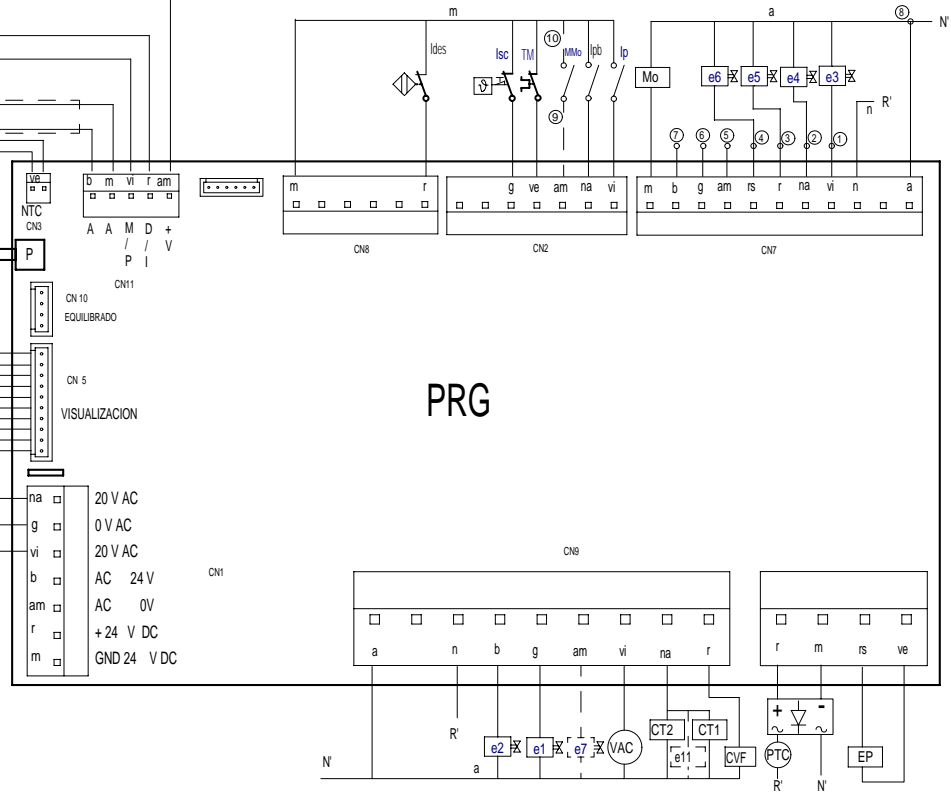 m
a
8
N'
Ides
Isc
TM
10
MMo
Ipb
Ip
Mo
e6
e5
e4
e3
n
R'
9
7
6
5
4
3
2
1
ve
b m vi r am
m r
g ve am na vi
m b g am rs r na vi n a
NTC
CN3
A A M/P D/I +V
CN11
CN8
CN2
CN7
P
CN 10
EQUILIBRADO
CN 5
VISUALIZACION
PRG
na 20 V AC
g 0 V AC
vi 20 V AC
b AC 24 V
am AC 0V
r + 24 V DC
m GND 24 V DC
CN1
CN9
a n b g am vi na r
r m rs ve
+ -
R'
N'
a
e2
e1
e7
VAC
CT2
CT1
e11
CVF
PTC
EP
R'
N'